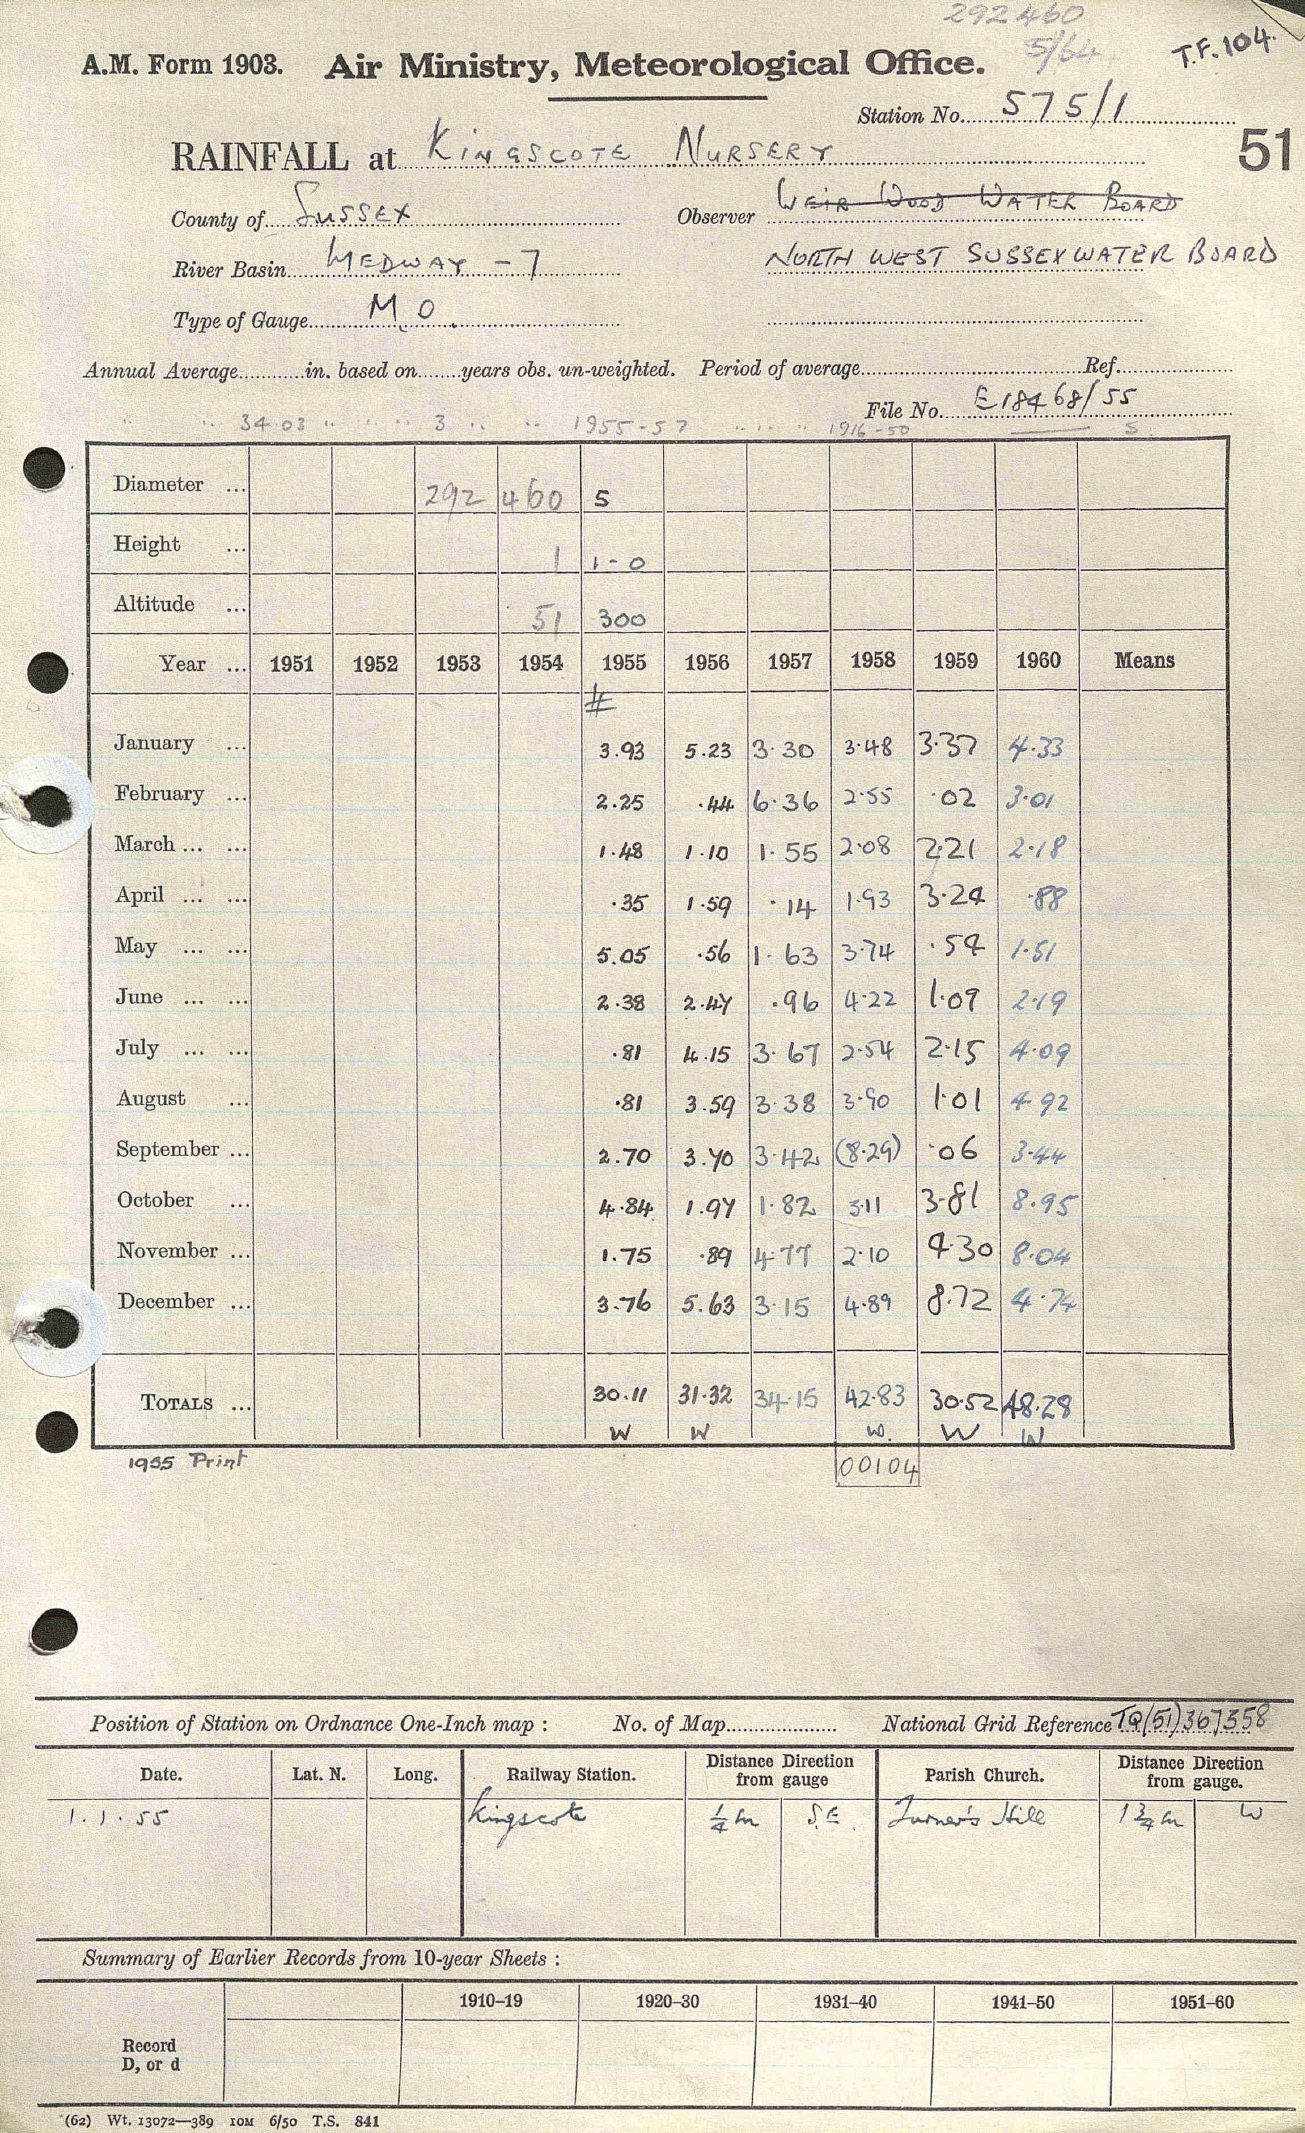 292460
5/64
T.F. 104.
A.M. Form 1903. Air Ministry, Meteorological Office.
Station No. 575/1
51
RAINFALL at KINGSCOTE NURSERY
County of SUSSEX Observer WEIR WOOD WATER BOARD
River Basin MEDWAY - 7 NORTH WEST SUSSEX WATER BOARD
Type of Gauge M.O.
Annual Average in. based on years obs. un-weighted. Period of average Ref.
File No. E18468/55
" " 34.03 " " " " 3 " " 1955-57 " " " 1916-50 S
Diameter ... 292 460 5
Height ... 1 1-0
Altitude ... 51 300
Year ... 1951 1952 1953 1954 1955 1956 1957 1958 1959 1960 Means
#
January ... 3.93 5.23 3.30 3.48 3.37 4.33
February ... 2.25 .44 6.36 2.55 .02 3.01
March ... ... 1.48 1.10 1.55 2.08 2.21 2.18
April ... ... .35 1.59 .14 1.93 3.24 .88
May ... ... 5.05 .56 1.63 3.74 .54 1.51
June ... ... 2.38 2.47 .96 4.22 1.09 2.19
July ... ... .81 4.15 3.67 2.54 2.15 4.09
August ... .81 3.59 3.38 3.90 1.01 4.92
September ... 2.70 3.70 3.42 (8.29) .06 3.44
October ... 4.84 1.97 1.82 3.11 3.81 8.95
November ... 1.75 .89 4.77 2.10 4.30 8.04
December ... 3.76 5.63 3.15 4.89 8.72 4.74
TOTALS ... 30.11 31.32 34.15 42.83 30.52 48.28
W W W. W W
1955 Print 00104
Position of Station on Ordnance One-Inch map : No. of Map National Grid Reference TQ(51)367358
Date. Lat. N. Long. Railway Station. Distance Direction from gauge Parish Church. Distance Direction from gauge.
1.1.55 Kingscote 1/4 m S.E. Turner's Hill 1 3/4 m W
Summary of Earlier Records from 10-year Sheets :
1910–19 1920–30 1931–40 1941–50 1951–60
Record
D, or d
(62) Wt. 13072—389 10M 6/50 T.S. 841